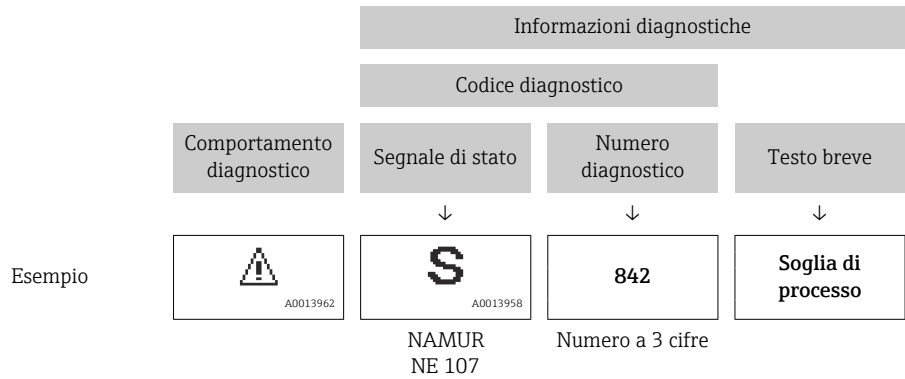 Informazioni diagnostiche
Codice diagnostico
Comportamento
diagnostico
Segnale di stato
Numero
diagnostico
Testo breve
↓ ↓ ↓
Esempio
A0013962
S
A0013958
842
Soglia di
processo
NAMUR
NE 107
Numero a 3 cifre